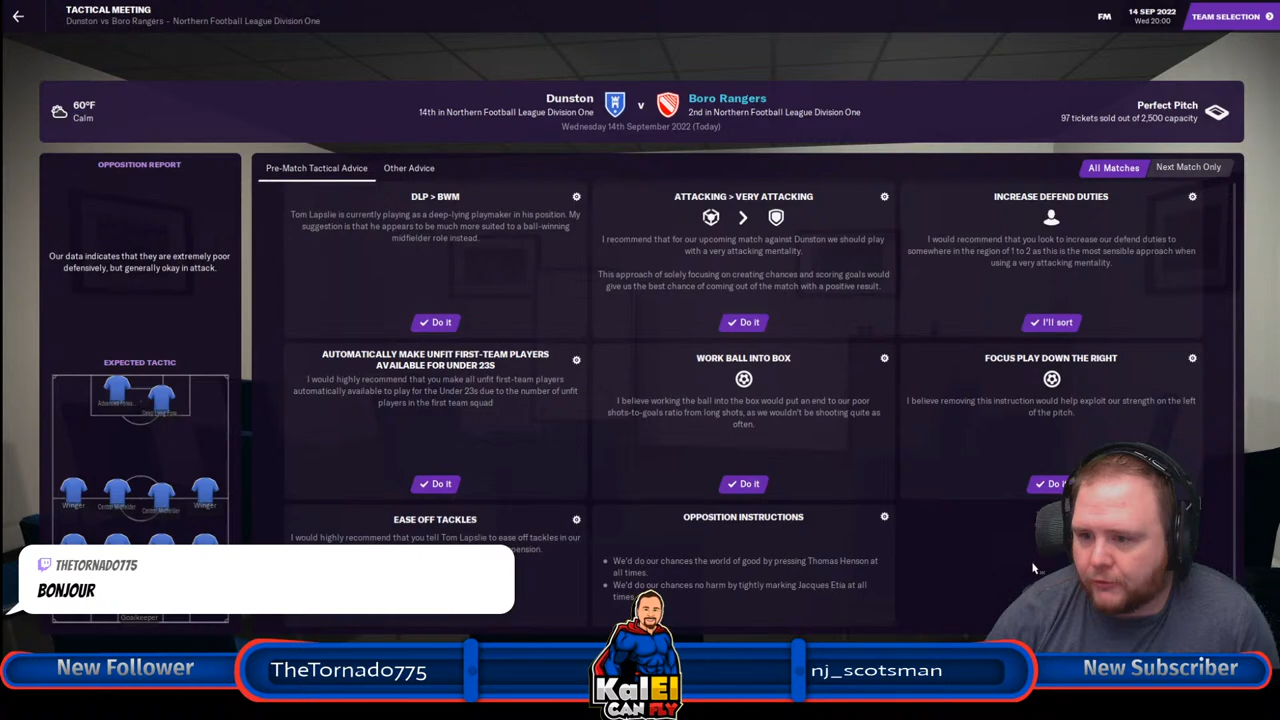 TACTICAL MEETING
Dunston vs Boro Rangers - Northern Football League Division One
FM
14 SEP 2022
Wed 20:00
TEAM SELECTION
60°F
Calm
Dunston
14th in Northern Football League Division One
v
Boro Rangers
2nd in Northern Football League Division One
Wednesday 14th September 2022 (Today)
Perfect Pitch
97 tickets sold out of 2,500 capacity
OPPOSITION REPORT
Our data indicates that they are extremely poor
defensively, but generally okay in attack.
EXPECTED TACTIC
Winger
Winger
Goalkeeper
Pre-Match Tactical Advice
Other Advice
All Matches
Next Match Only
DLP > BWM
Tom Lapslie is currently playing as a deep-lying playmaker in his position. My
suggestion is that he appears to be much more suited to a ball-winning
midfielder role instead.
Do it
ATTACKING > VERY ATTACKING
I recommend that for our upcoming match against Dunston we should play
with a very attacking mentality.
This approach of solely focusing on creating chances and scoring goals would
give us the best chance of coming out of the match with a positive result.
Do it
INCREASE DEFEND DUTIES
I would recommend that you look to increase our defend duties to
somewhere in the region of 1 to 2 as this is the most sensible approach when
using a very attacking mentality.
I'll sort
AUTOMATICALLY MAKE UNFIT FIRST-TEAM PLAYERS
AVAILABLE FOR UNDER 23S
I would highly recommend that you make all unfit first-team players
automatically available to play for the Under 23s due to the number of unfit
players in the first team squad
Do it
WORK BALL INTO BOX
I believe working the ball into the box would put an end to our poor
shots-to-goals ratio from long shots, as we wouldn't be shooting quite as
often.
Do it
FOCUS PLAY DOWN THE RIGHT
I believe removing this instruction would help exploit our strength on the left
of the pitch.
Do
EASE OFF TACKLES
I would highly recommend that you tell Tom Lapslie to ease off tackles in our
OPPOSITION INSTRUCTIONS
We'd do our chances the world of good by pressing Thomas Henson at
all times.
We'd do our chances no harm by tightly marking Jacques Etia at all
times.
THETORNADO775
BONJOUR
New Follower
TheTornado775
KalEl
CAN FLY
nj_scotsman
New Subscriber